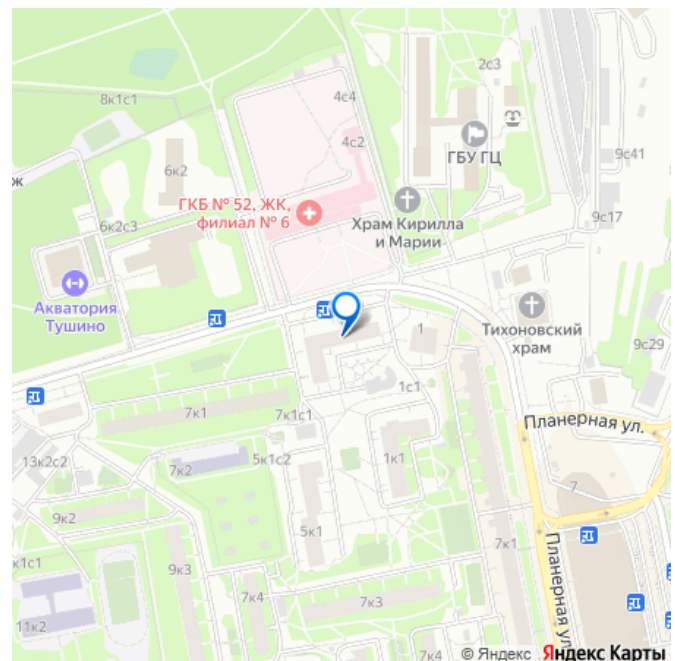 2с3
8к1с1
4с4
4с2
ГБУ ГЦ
9с41
ж
6к2
ГКБ № 52, ЖК,
филиал № 6
Храм Кирилла
и Марии
9с17
6к2с3
Акватория
Тушино
1
Тихоновский
храм
9с29
1с1
7к1
7к1с1
Планерная ул.
13к2с2
7к2
5к1с2
1к1
7
9к2
5к1
7к1
к1с1
9к3
7к4
7к3
11к2
7к4
Планерная ул.
© Яндекс Яндекс Карты